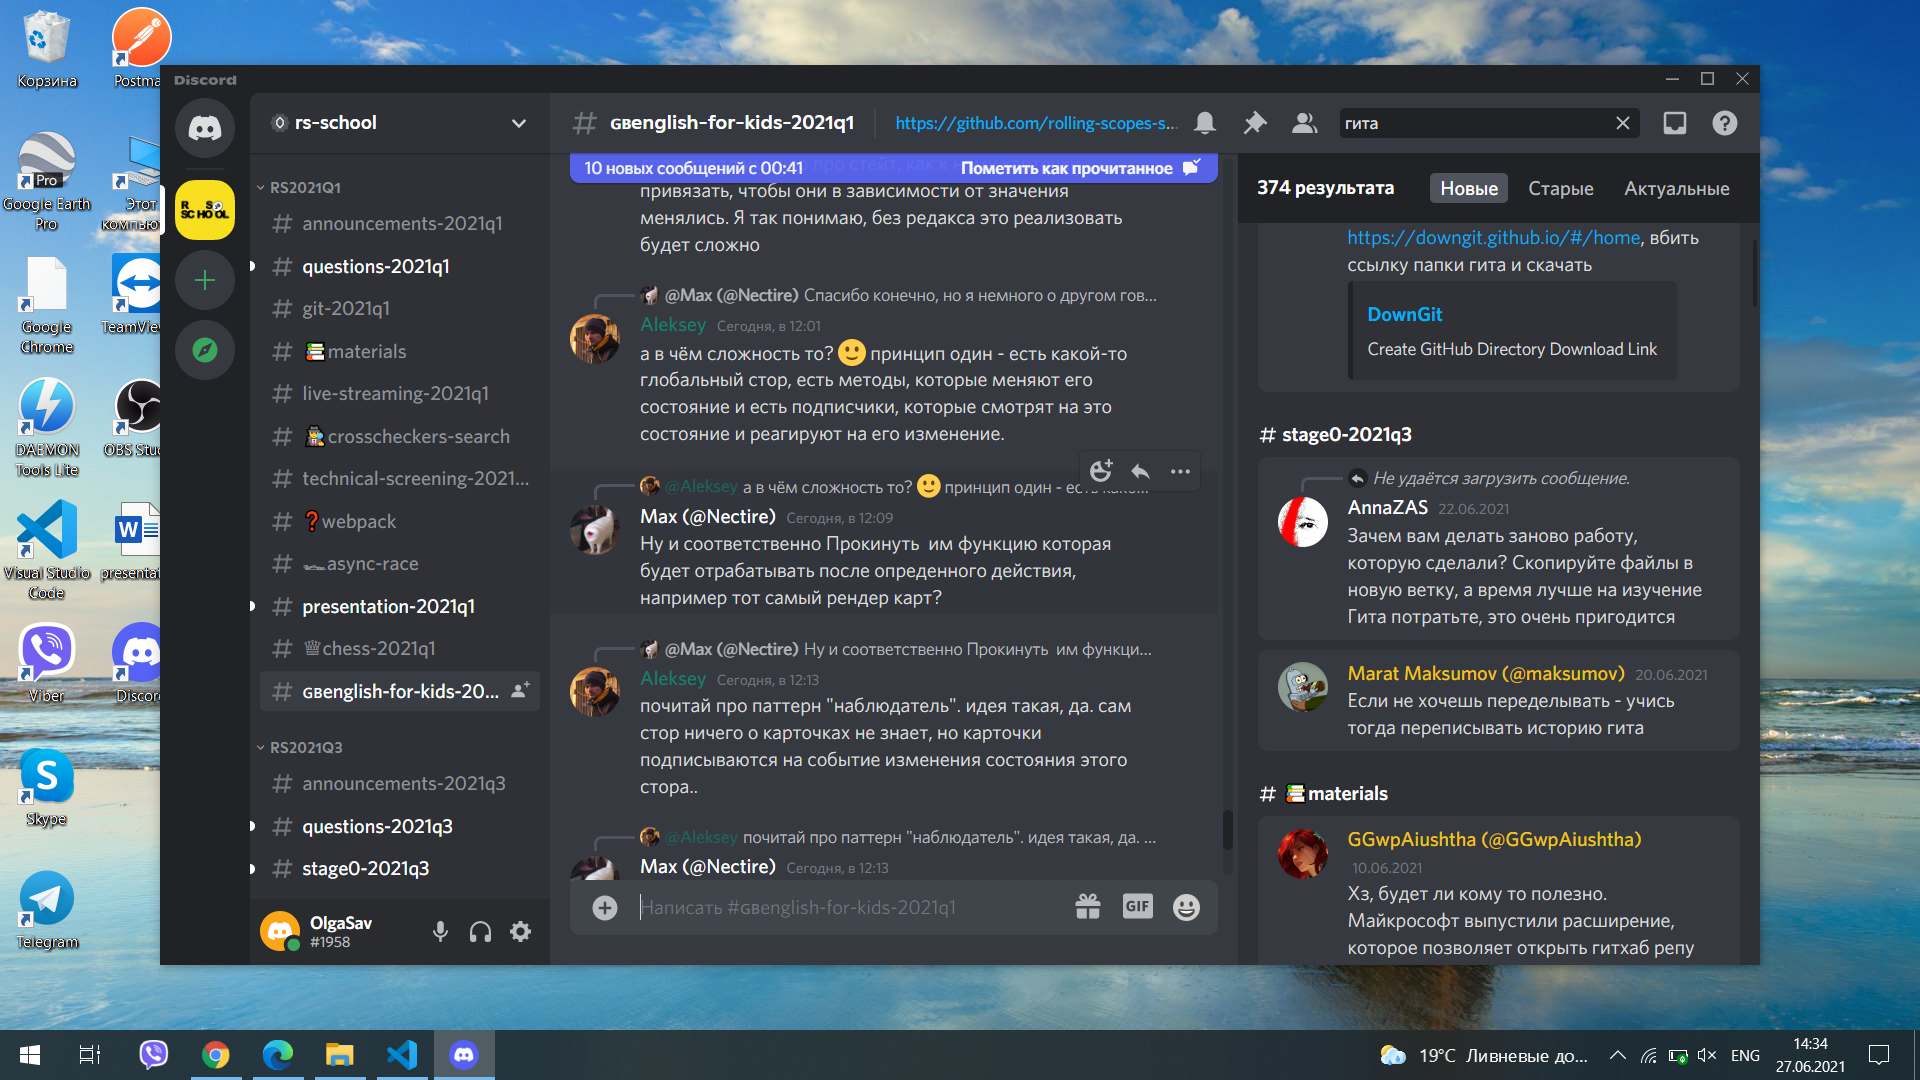 Корзина
Google Earth
Pro
Pro
Google
Chrome
DAEMON
Tools Lite
Visual Studio
Code
Viber
Skype
Telegram
Postma
Этот
компью
TeamVie
OBS Stu
presentat
Discor
Discord
RS
SCHOOL
rs-school
RS2021Q1
announcements-2021q1
questions-2021q1
git-2021q1
materials
live-streaming-2021q1
crosscheckers-search
technical-screening-2021...
webpack
async-race
presentation-2021q1
chess-2021q1
ɢʙenglish-for-kids-20...
RS2021Q3
announcements-2021q3
questions-2021q3
stage0-2021q3
OlgaSav
#1958
ɢʙenglish-for-kids-2021q1
https://github.com/rolling-scopes-s...
гита
10 новых сообщений с 00:41
Пометить как прочитанное
привязать, чтобы они в зависимости от значения
менялись. Я так понимаю, без редакса это реализовать
будет сложно
@Max (@Nectire) Спасибо конечно, но я немного о другом гов...
Aleksey Сегодня, в 12:01
а в чём сложность то? 🙂 принцип один - есть какой-то
глобальный стор, есть методы, которые меняют его
состояние и есть подписчики, которые смотрят на это
состояние и реагируют на его изменение.
@Aleksey а в чём сложность то? 🙂 принцип один - есть како...
Max (@Nectire) Сегодня, в 12:09
Ну и соответственно Прокинуть  им функцию которая
будет отрабатывать после опреденного действия,
например тот самый рендер карт?
@Max (@Nectire) Ну и соответственно Прокинуть  им функци...
Aleksey Сегодня, в 12:13
почитай про паттерн "наблюдатель". идея такая, да. сам
стор ничего о карточках не знает, но карточки
подписываются на событие изменения состояния этого
стора..
@Aleksey почитай про паттерн "наблюдатель". идея такая, да. ...
Max (@Nectire) Сегодня, в 12:13
Написать #ɢʙenglish-for-kids-2021q1
GIF
374 результата
Новые
Старые
Актуальные
https://downgit.github.io/#/home, вбить
ссылку папки гита и скачать
DownGit
Create GitHub Directory Download Link
# stage0-2021q3
Не удаётся загрузить сообщение.
AnnaZAS 22.06.2021
Зачем вам делать заново работу,
которую сделали? Скопируйте файлы в
новую ветку, а время лучше на изучение
Гита потратьте, это очень пригодится
Marat Maksumov (@maksumov) 20.06.2021
Если не хочешь переделывать - учись
тогда переписывать историю гита
# materials
GGwpAiushtha (@GGwpAiushtha)
10.06.2021
Хз, будет ли кому то полезно.
Майкрософт выпустили расширение,
которое позволяет открыть гитхаб репу
19°C Ливневые до...
ENG
14:34
27.06.2021